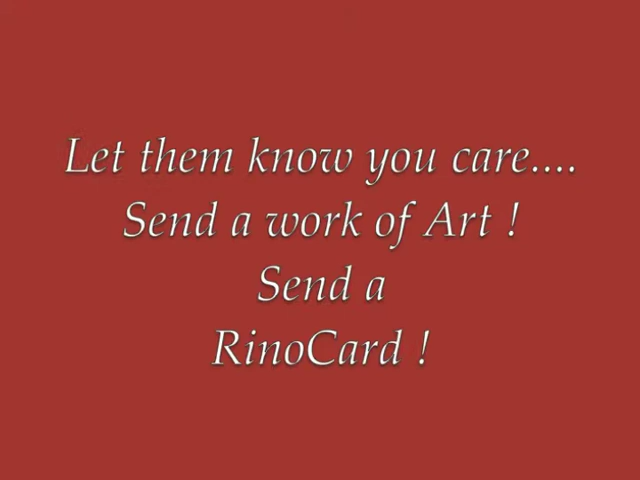 Let them know you care....
Send a work of Art !
Send a
RinoCard !